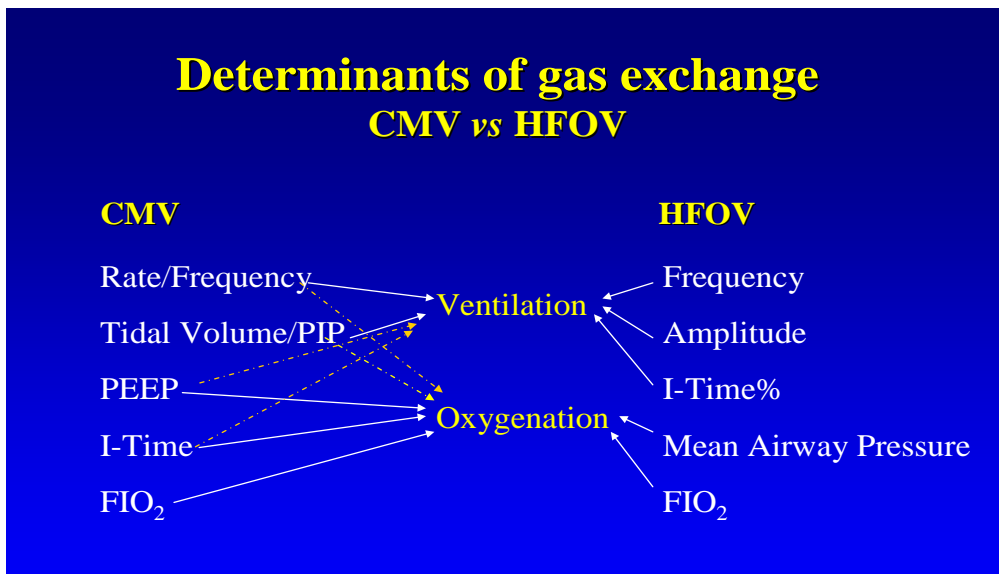 Determinants of gas exchange
CMV vs HFOV
CMV
Rate/Frequency
Tidal Volume/PIP
PEEP
I-Time
FIO₂
Ventilation
Oxygenation
HFOV
Frequency
Amplitude
I-Time%
Mean Airway Pressure
FIO₂